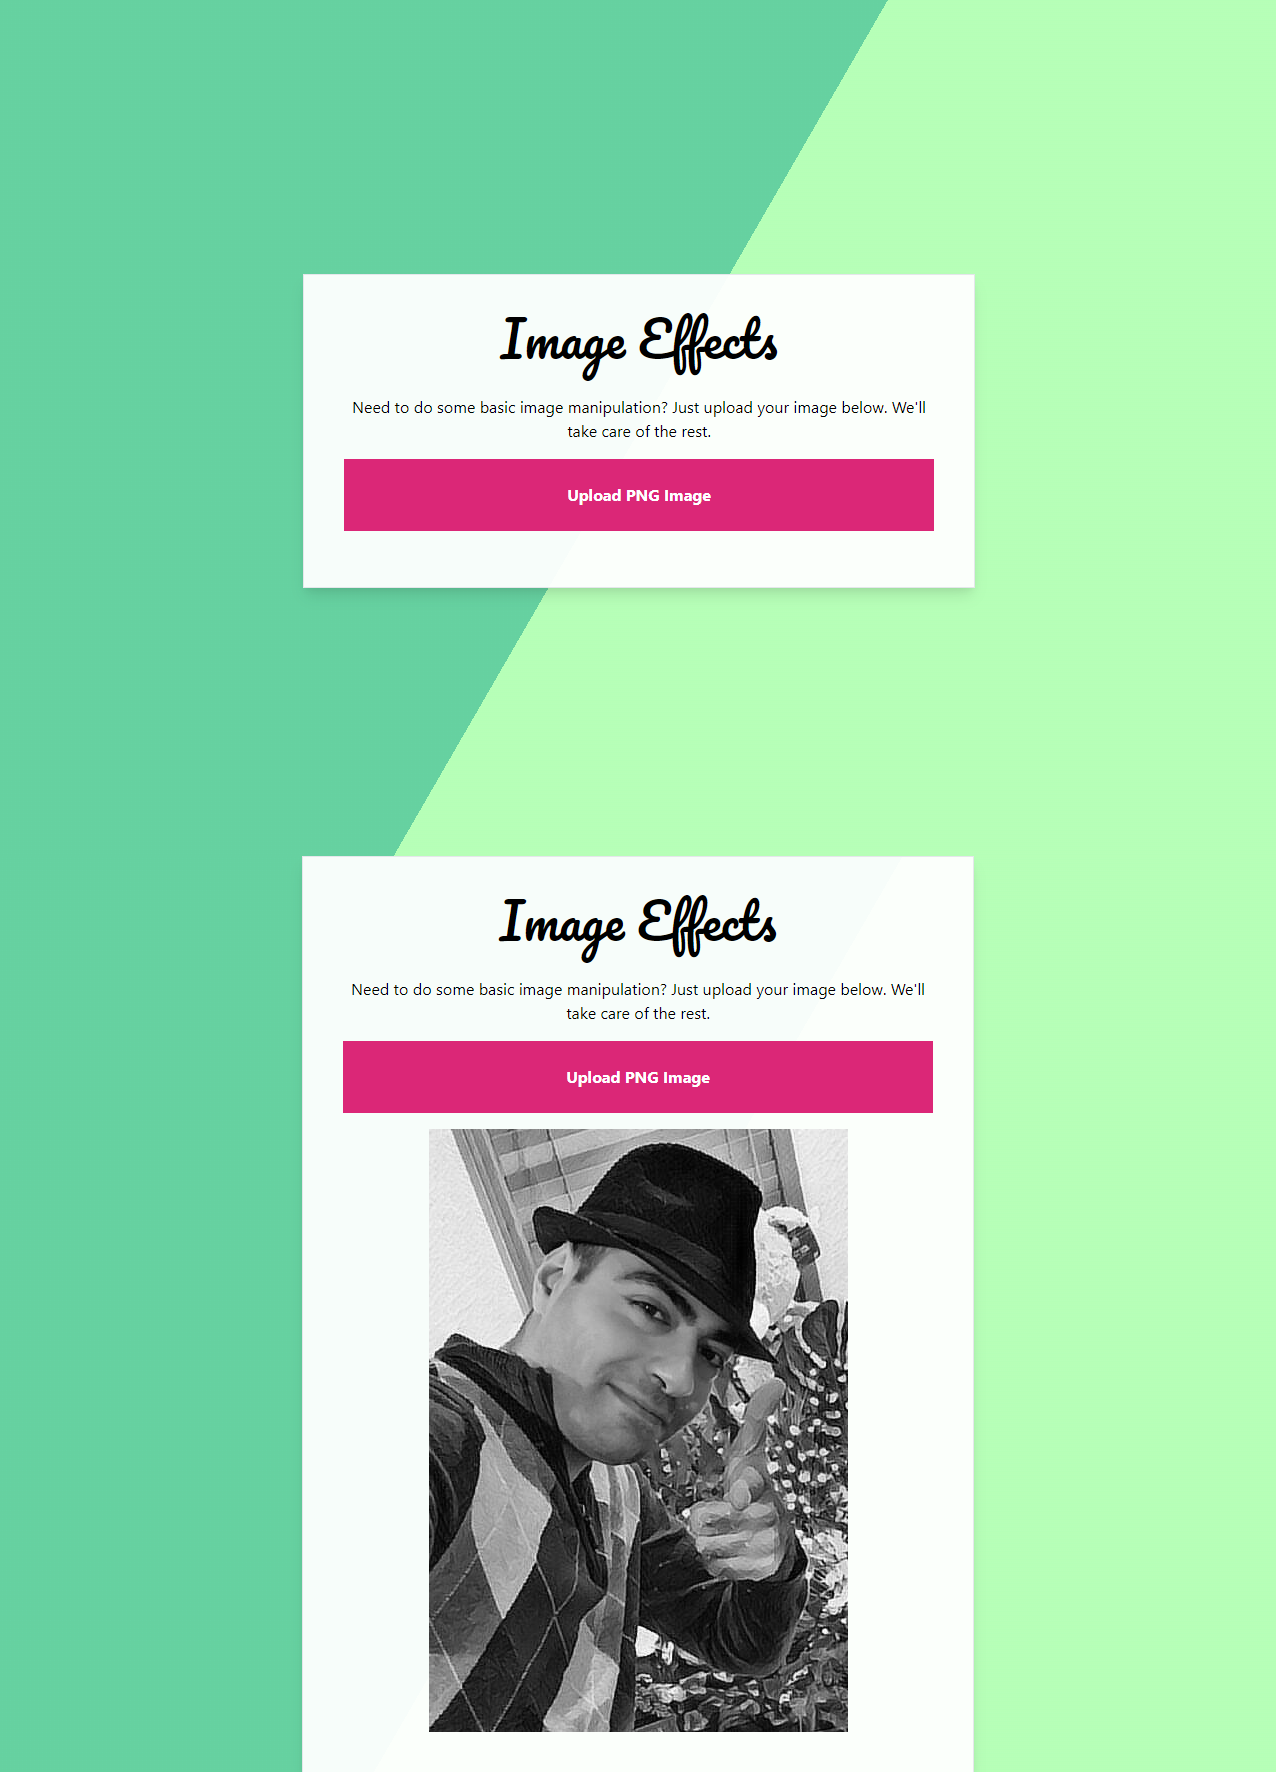 Image Effects
Need to do some basic image manipulation? Just upload your image below. We'll
take care of the rest.
Upload PNG Image
Image Effects
Need to do some basic image manipulation? Just upload your image below. We'll
take care of the rest.
Upload PNG Image